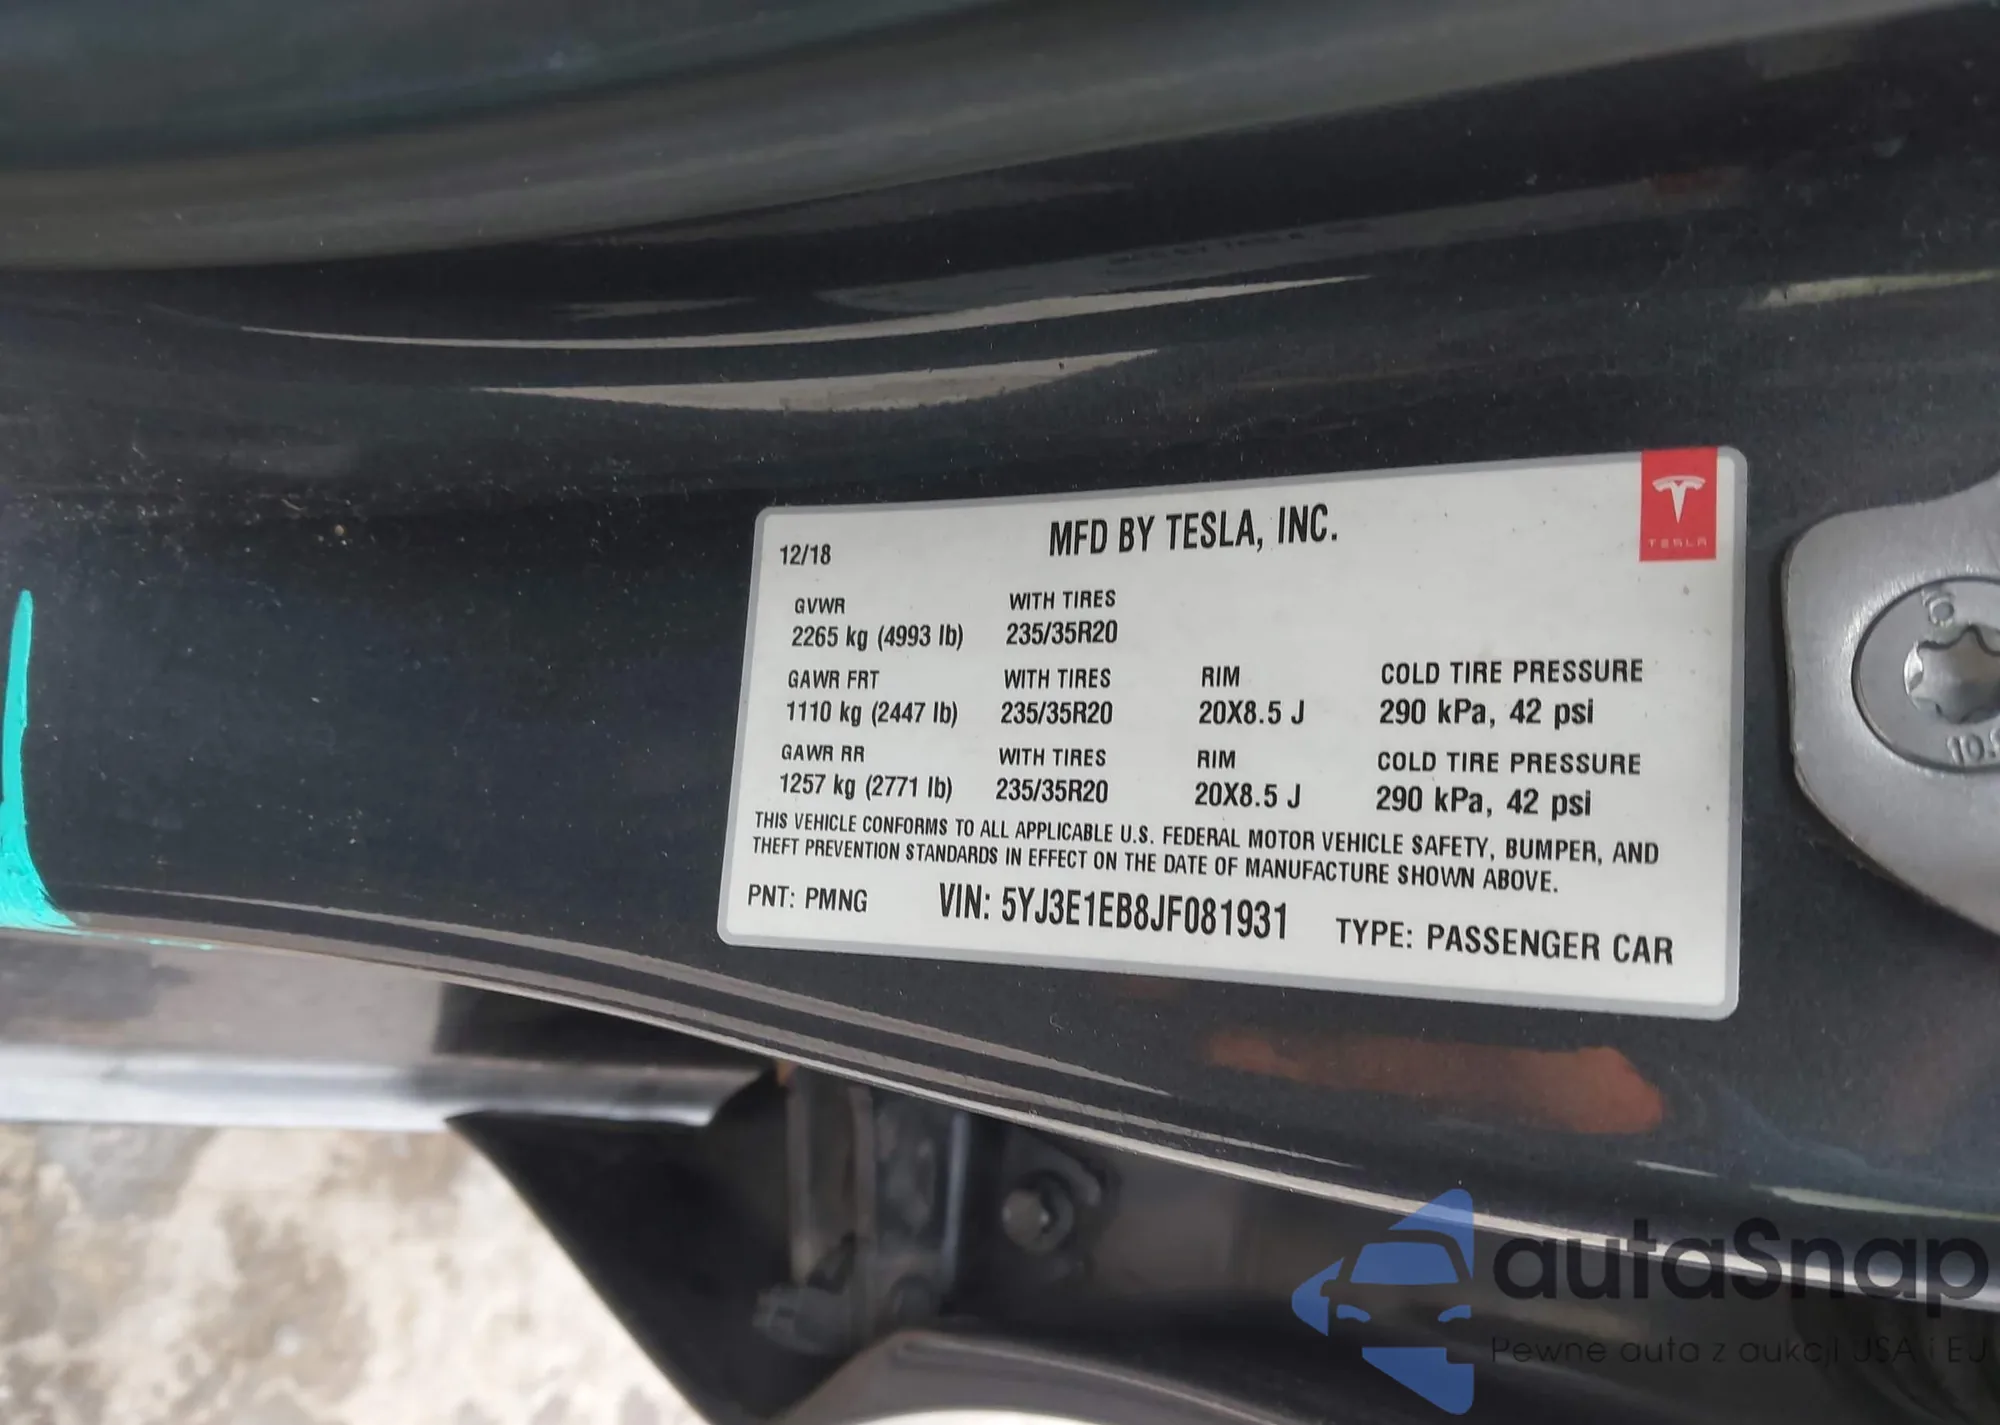 12/18
MFD BY TESLA, INC.
TESLA
GVWR WITH TIRES
2265 kg (4993 lb) 235/35R20
GAWR FRT WITH TIRES RIM COLD TIRE PRESSURE
1110 kg (2447 lb) 235/35R20 20X8.5 J 290 kPa, 42 psi
GAWR RR WITH TIRES RIM COLD TIRE PRESSURE
1257 kg (2771 lb) 235/35R20 20X8.5 J 290 kPa, 42 psi
THIS VEHICLE CONFORMS TO ALL APPLICABLE U.S. FEDERAL MOTOR VEHICLE SAFETY, BUMPER, AND
THEFT PREVENTION STANDARDS IN EFFECT ON THE DATE OF MANUFACTURE SHOWN ABOVE.
PNT: PMNG VIN: 5YJ3E1EB8JF081931 TYPE: PASSENGER CAR
autaSnap
Pewne auta z aukcji USA i EU